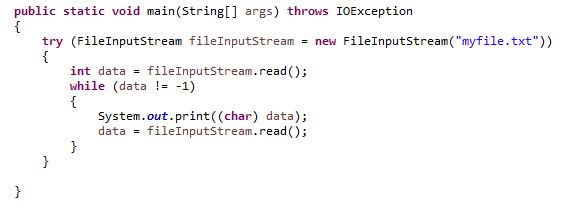 public static void main(String[] args) throws IOException
{
    try (FileInputStream fileInputStream = new FileInputStream("myfile.txt"))
    {
        int data = fileInputStream.read();
        while (data != -1)
        {
            System.out.print((char) data);
            data = fileInputStream.read();
        }
    }

}